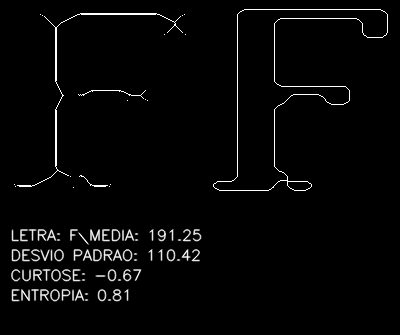 F F
LETRA: F\MEDIA: 191.25
DESVIO PADRAO: 110.42
CURTOSE: -0.67
ENTROPIA: 0.81